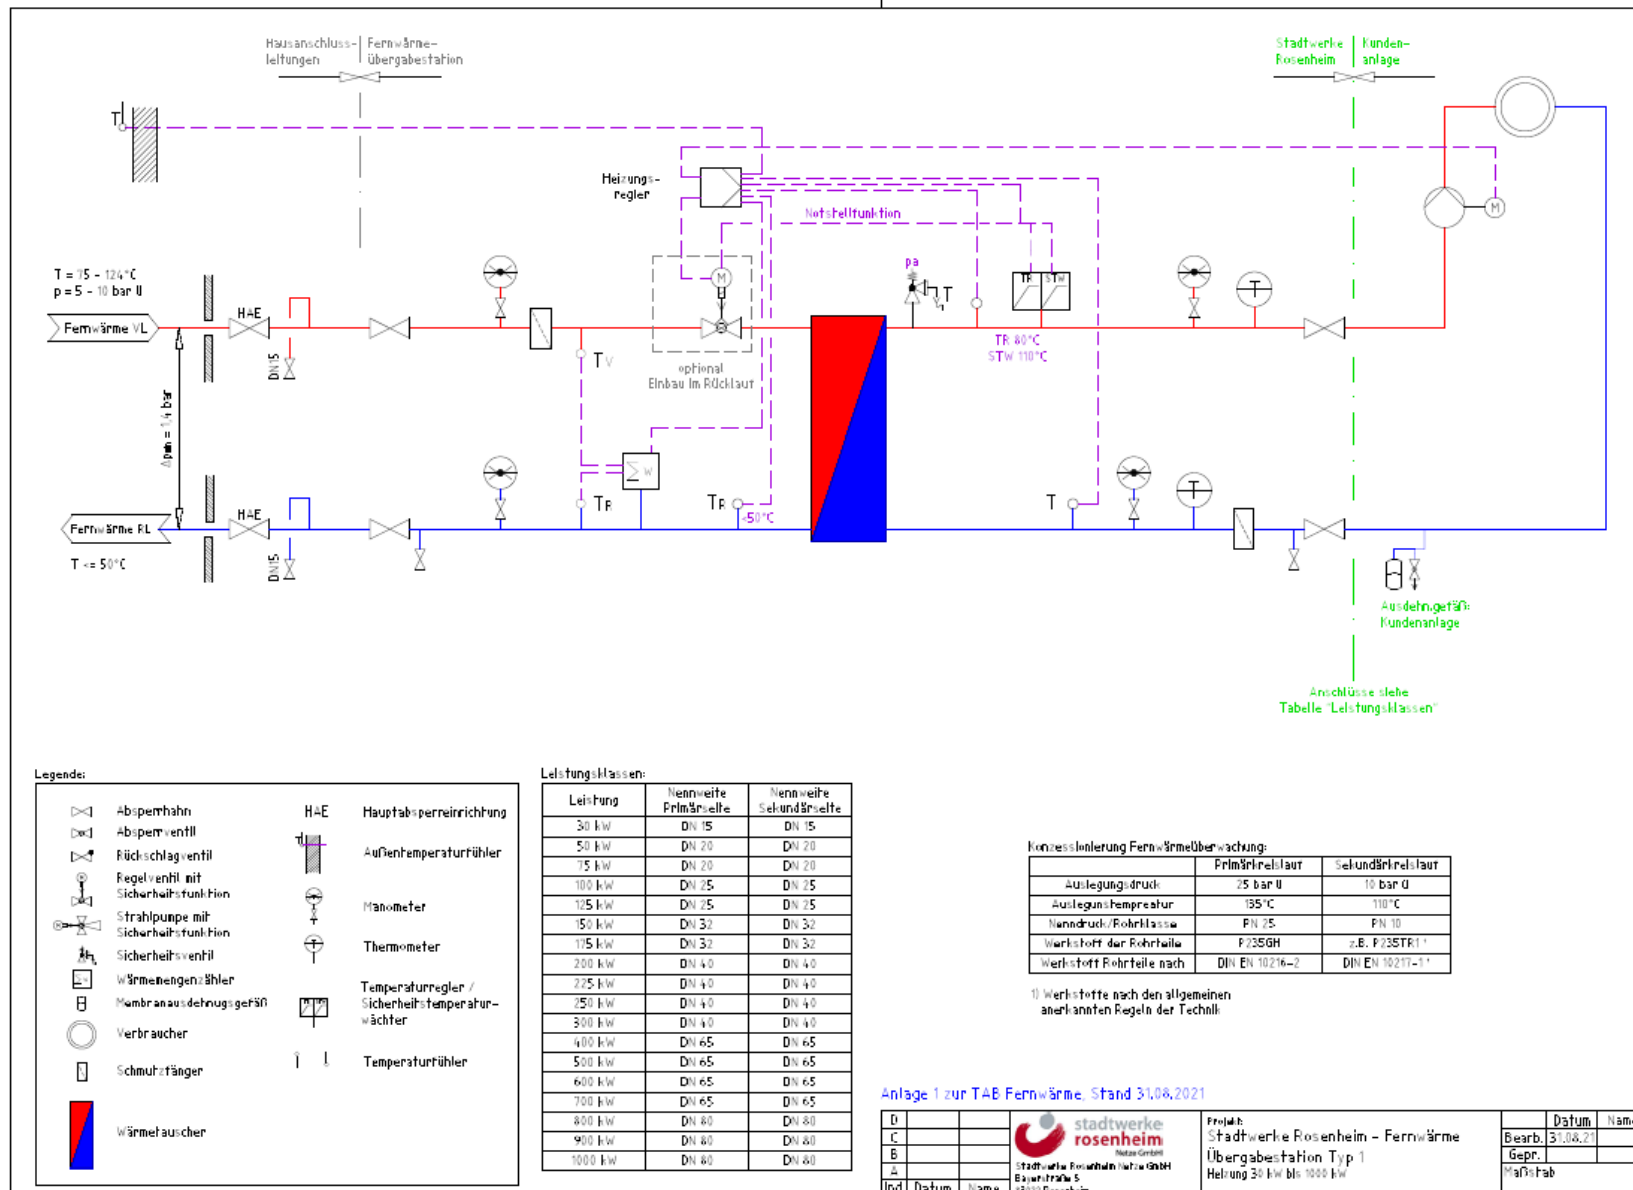 Hausanschluss-
leitungen
Fernwärme-
übergabestation
Stadtwerke
Rosenheim
Kunden-
anlage
T
Heizungs-
regler
M
Notstellfunktion
T = 75 - 124°C
p = 5 - 10 bar Ü
pa
TR
STW
M
T
T
HAE
Fernwärme VL
DN15
TV
optional
Einbau im Rücklauf
TR 80°C
STW 110°C
Δpmin = 1,4 bar
ΣW
TR
TR
<50°C
T
T
HAE
Fernwärme RL
DN15
T <= 50°C
Ausdehn.gefäß:
Kundenanlage
Anschlüsse siehe
Tabelle "Leistungsklassen"
Legende:
Absperrhahn
Absperrventil
Rückschlagventil
Regelventil mit
Sicherheitsfunktion
Strahlpumpe mit
Sicherheitsfunktion
Sicherheitsventil
Wärmemengenzähler
Membranausdehnugsgefäß
Verbraucher
Schmutzfänger
Wärmetauscher
HAE Hauptabsperreinrichtung
Außentemperaturfühler
Manometer
Thermometer
Temperaturregler /
Sicherheitstemperatur-
wächter
Temperaturfühler
Leistungsklassen:
Leistung Nennweite Primärseite Nennweite Sekundärseite
30 kW DN 15 DN 15
50 kW DN 20 DN 20
75 kW DN 20 DN 20
100 kW DN 25 DN 25
125 kW DN 25 DN 25
150 kW DN 32 DN 32
175 kW DN 32 DN 32
200 kW DN 40 DN 40
225 kW DN 40 DN 40
250 kW DN 40 DN 40
300 kW DN 40 DN 40
400 kW DN 65 DN 65
500 kW DN 65 DN 65
600 kW DN 65 DN 65
700 kW DN 65 DN 65
800 kW DN 80 DN 80
900 kW DN 80 DN 80
1000 kW DN 80 DN 80
Konzessionierung Fernwärmeüberwachung:
Primärkreislauf Sekundärkreislauf
Auslegungsdruck 25 bar Ü 10 bar Ü
Auslegunstempreatur 135°C 110°C
Nenndruck/Rohrklasse PN 25 PN 10
Werkstoff der Rohrteile P235GH z.B. P235TR1 ¹
Werkstoff Rohrteile nach DIN EN 10216-2 DIN EN 10217-1 ¹
1) Werkstoffe nach den allgemeinen
anerkannten Regeln der Technik
Anlage 1 zur TAB Fernwärme, Stand 31.08.2021
D
C
B
A
Ind Datum Name
stadtwerke
rosenheim
Netze GmbH
Stadtwerke Rosenheim Netze GmbH
Bayerstraße 5
Projekt:
Stadtwerke Rosenheim - Fernwärme
Übergabestation Typ 1
Heizung 30 kW bis 1000 kW
Datum Name
Bearb. 31.08.21
Gepr.
Maßstab